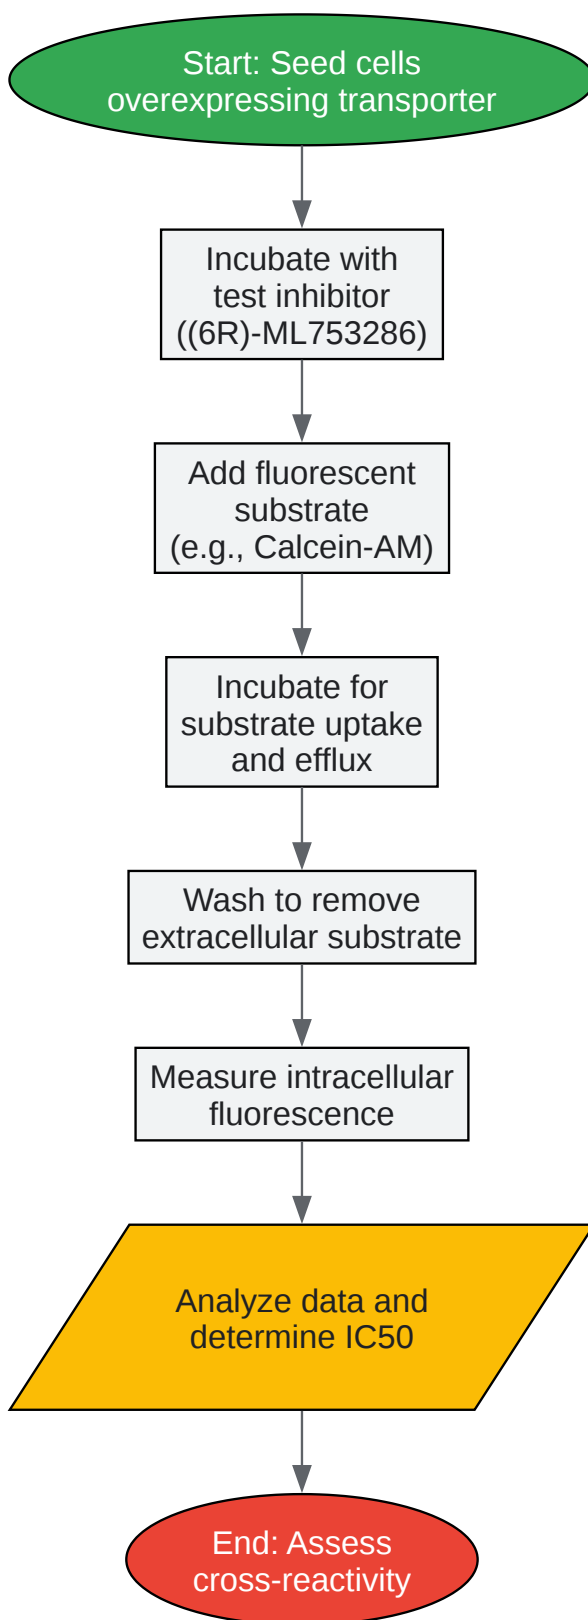 Start: Seed cells
overexpressing transporter
Incubate with
test inhibitor
((6R)-ML753286)
Add fluorescent
substrate
(e.g., Calcein-AM)
Incubate for
substrate uptake
and efflux
Wash to remove
extracellular substrate
Measure intracellular
fluorescence
Analyze data and
determine IC50
End: Assess
cross-reactivity